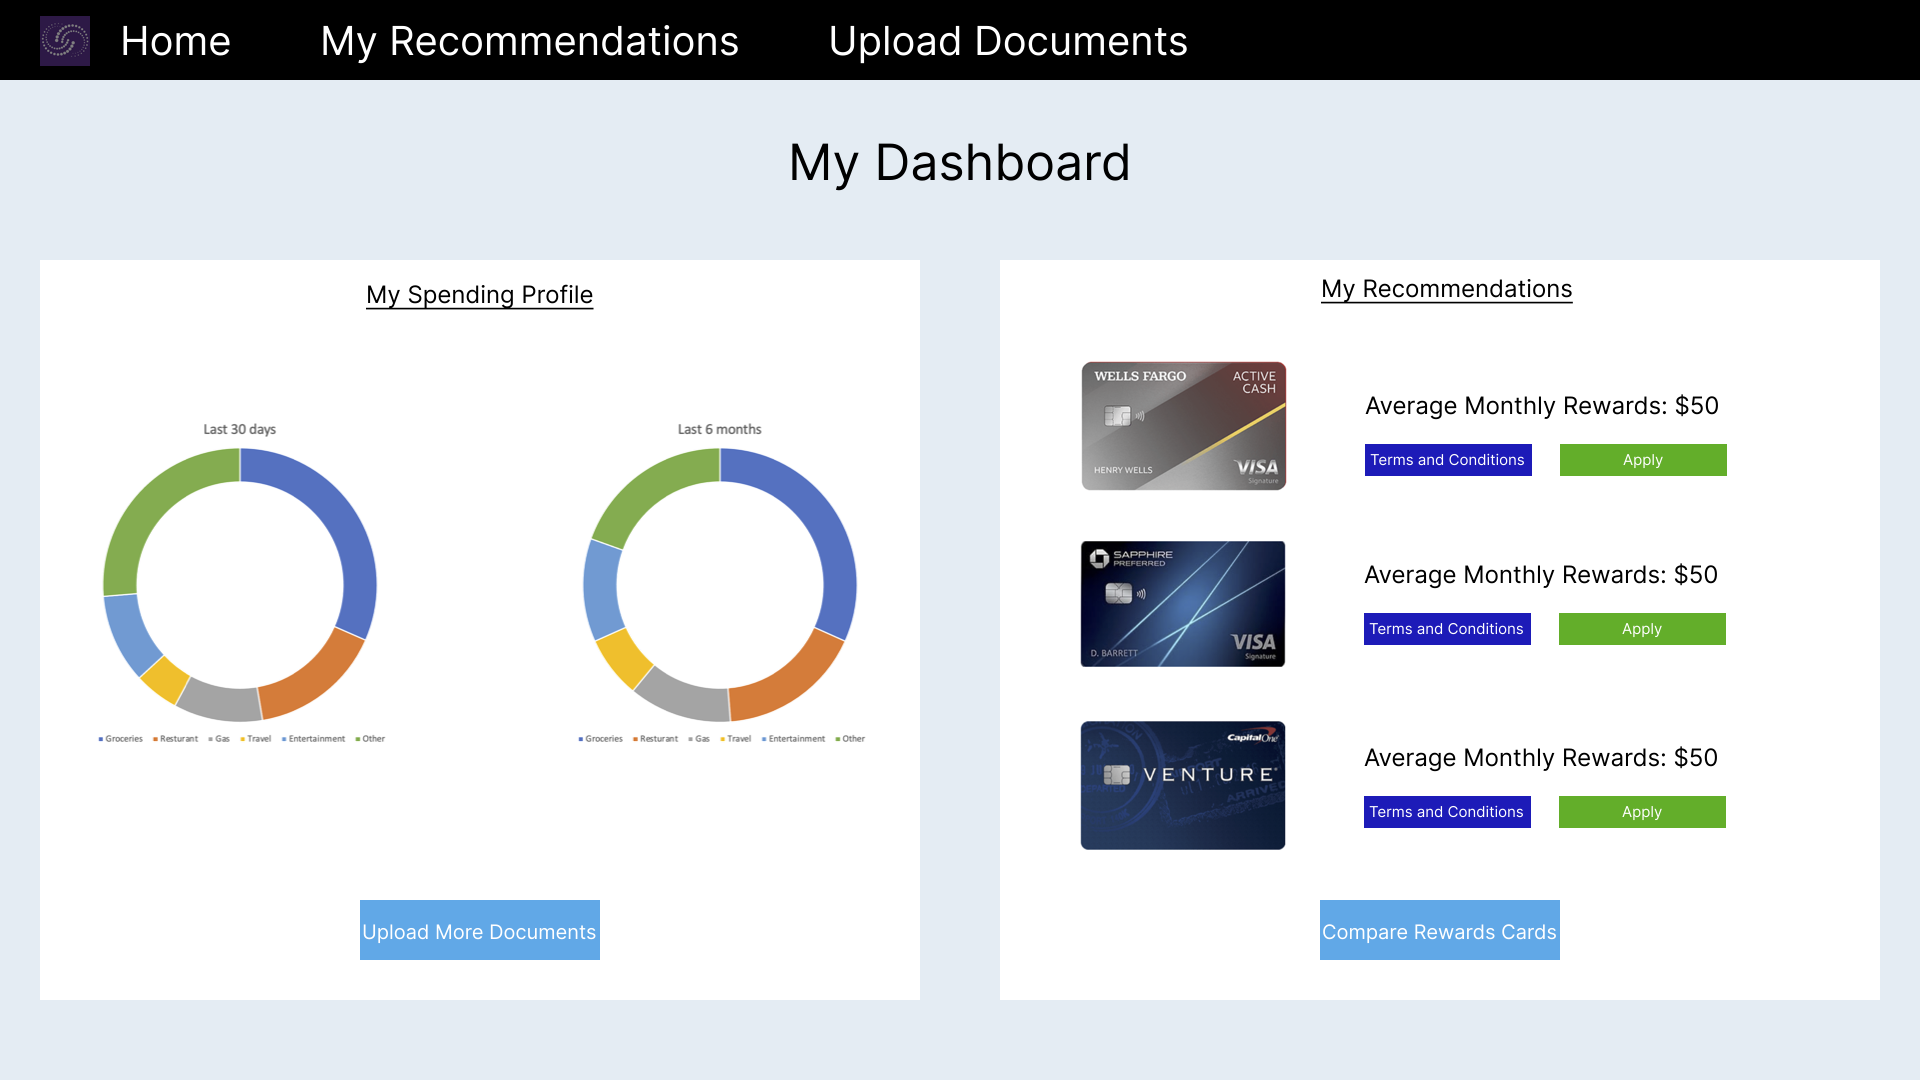 Home
My Recommendations
Upload Documents
My Dashboard
My Spending Profile
Last 30 days
Groceries Resturant Gas Travel Entertainment Other
Last 6 months
Groceries Resturant Gas Travel Entertainment Other
Upload More Documents
My Recommendations
WELLS FARGO
ACTIVE
CASH
HENRY WELLS
VISA
Signature
Average Monthly Rewards: $50
Terms and Conditions
Apply
SAPPHIRE
PREFERRED
D. BARRETT
VISA
Signature
Average Monthly Rewards: $50
Terms and Conditions
Apply
Capital One
VENTURE
ARRIVED
Average Monthly Rewards: $50
Terms and Conditions
Apply
Compare Rewards Cards